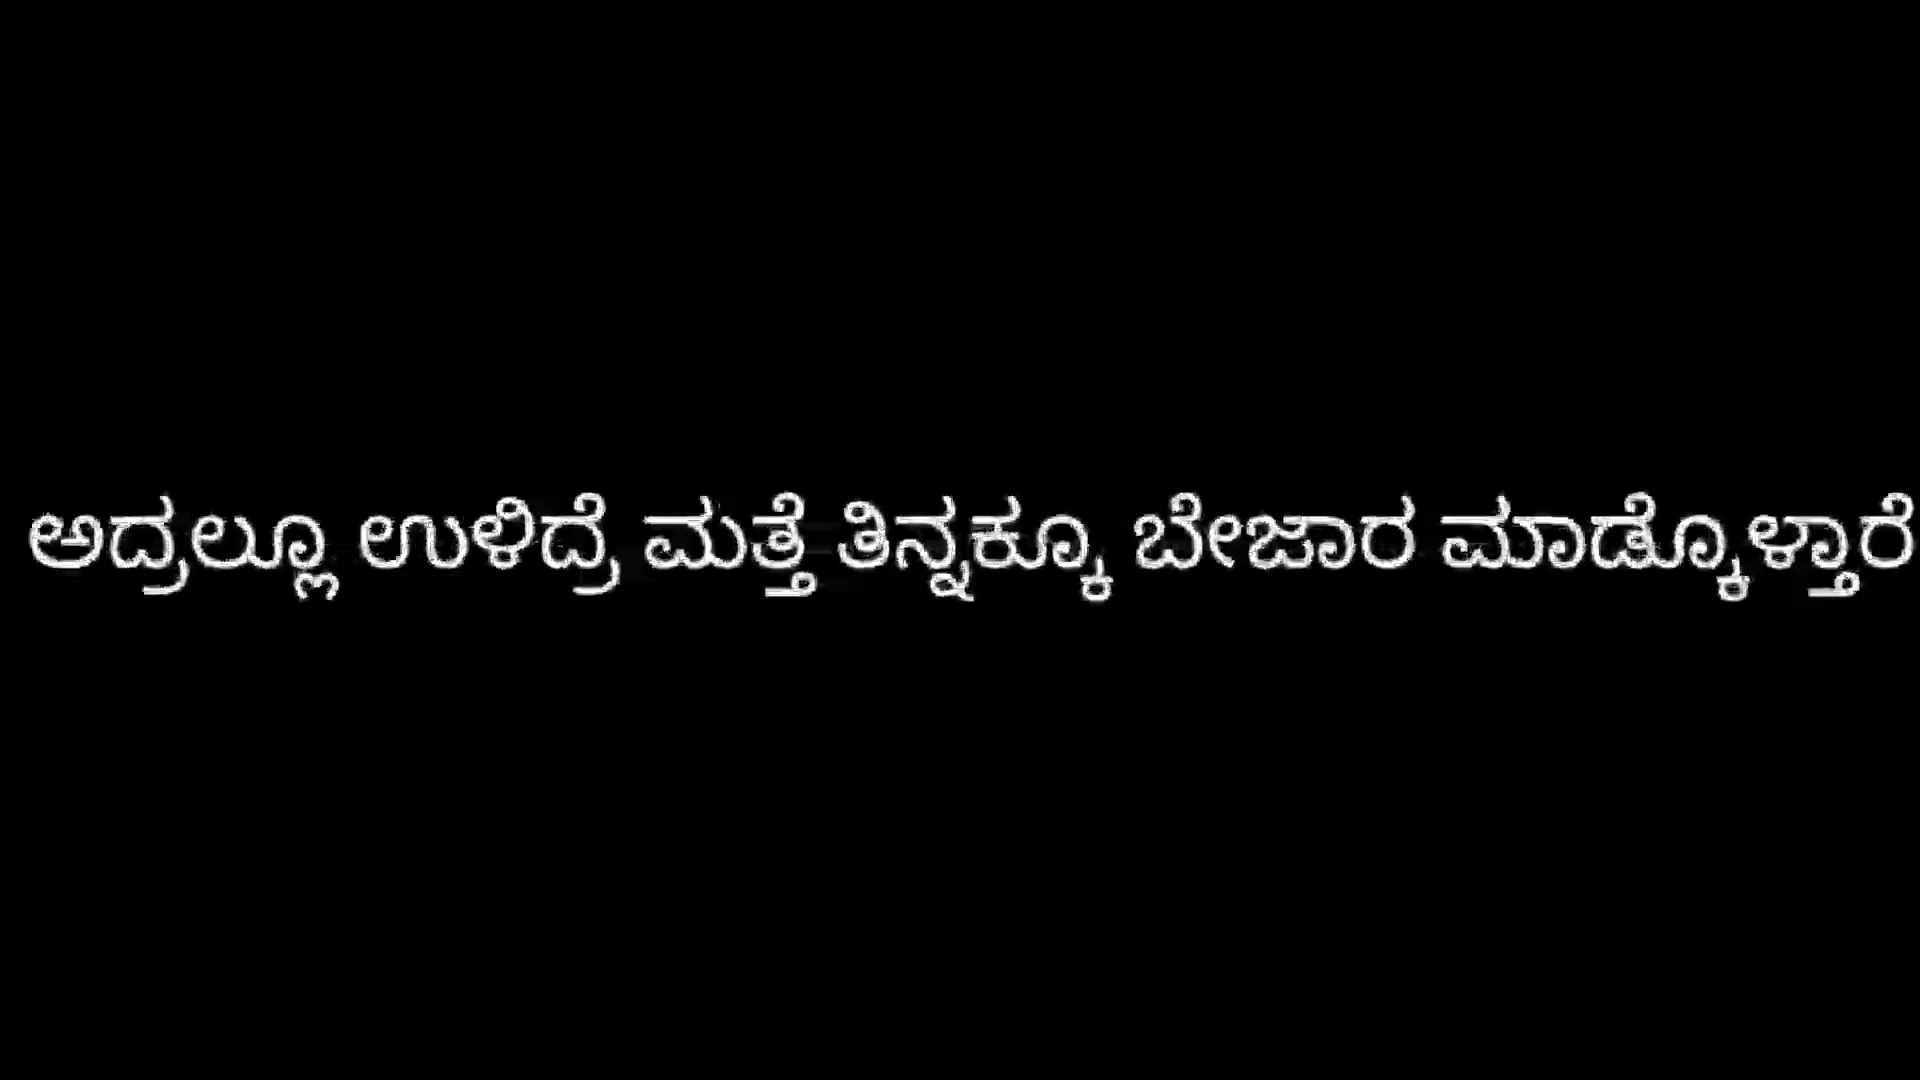 ಅದ್ರಲ್ಲೂ ಉಳಿದ್ರೆ ಮತ್ತೆ ತಿನ್ನಕ್ಕೂ ಬೇಜಾರ ಮಾಡ್ಕೊಳ್ತಾರೆ